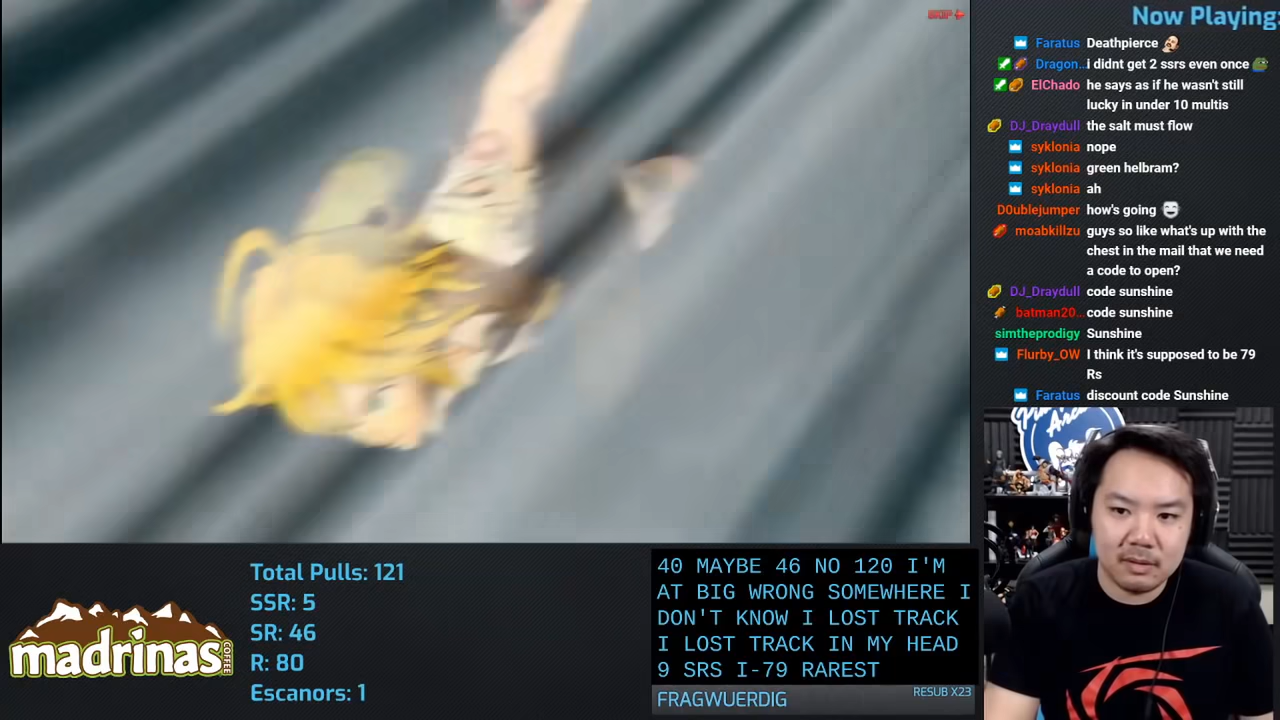 SKIP
Now Playing:
Faratus Deathpierce
Dragon... i didnt get 2 ssrs even once
ElChado he says as if he wasn't still
lucky in under 10 multis
DJ_Draydull the salt must flow
syklonia nope
syklonia green helbram?
syklonia ah
D0ublejumper how's going
moabkillzu guys so like what's up with the
chest in the mail that we need
a code to open?
DJ_Draydull code sunshine
batman20... code sunshine
simtheprodigy Sunshine
Flurby_OW I think it's supposed to be 79
Rs
Faratus discount code Sunshine
Total Pulls: 121
SSR: 5
SR: 46
R: 80
Escanors: 1
madrinas COFFEE
40 MAYBE 46 NO 120 I'M
AT BIG WRONG SOMEWHERE I
DON'T KNOW I LOST TRACK
I LOST TRACK IN MY HEAD
9 SRS I-79 RAREST
FRAGWUERDIG RESUB X23